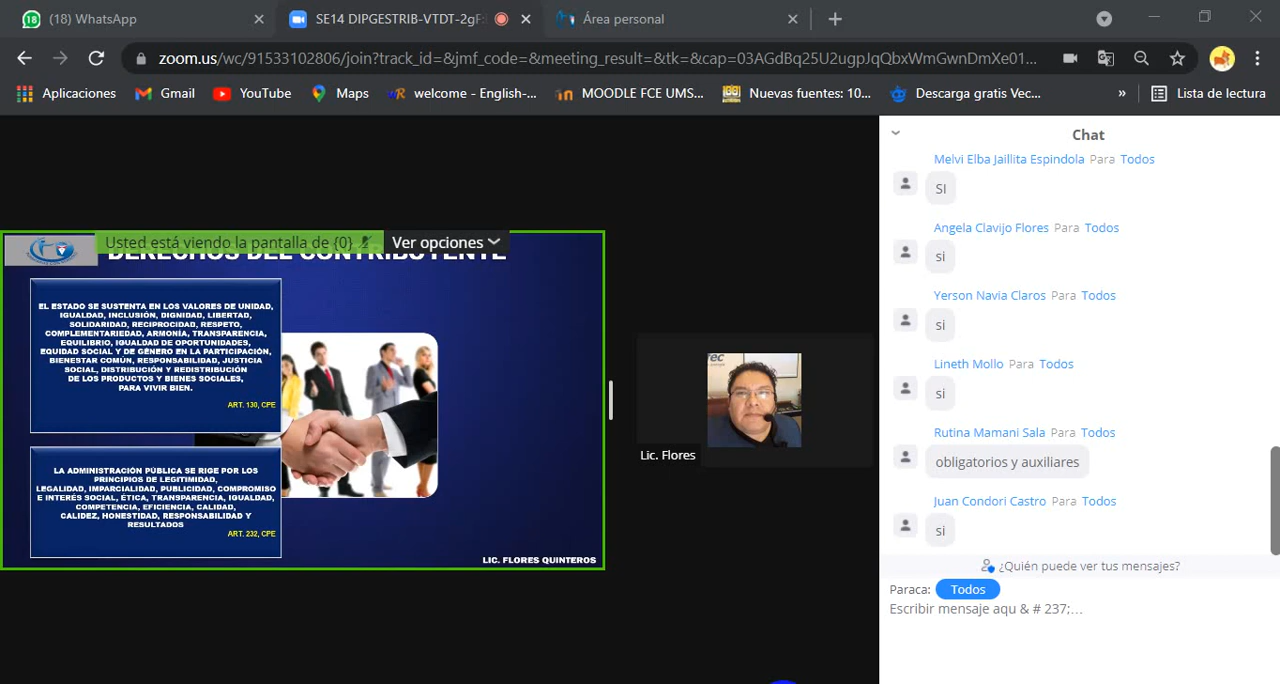 (18) WhatsApp
SE14 DIPGESTRIB-VTDT-2gF:
Área personal
zoom.us/wc/91533102806/join?track_id=&jmf_code=&meeting_result=&tk=&cap=03AGdBq25U2ugpJqQbxWmGwnDmXe01...
Aplicaciones
Gmail
YouTube
Maps
welcome - English-...
MOODLE FCE UMS...
Nuevas fuentes: 10...
Descarga gratis Vec...
»
Lista de lectura
Usted está viendo la pantalla de {0}
Ver opciones
DERECHOS DEL CONTRIBUYENTE
EL ESTADO SE SUSTENTA EN LOS VALORES DE UNIDAD,
IGUALDAD, INCLUSIÓN, DIGNIDAD, LIBERTAD,
SOLIDARIDAD, RECIPROCIDAD, RESPETO,
COMPLEMENTARIEDAD, ARMONÍA, TRANSPARENCIA,
EQUILIBRIO, IGUALDAD DE OPORTUNIDADES,
EQUIDAD SOCIAL Y DE GÉNERO EN LA PARTICIPACIÓN,
BIENESTAR COMÚN, RESPONSABILIDAD, JUSTICIA
SOCIAL, DISTRIBUCIÓN Y REDISTRIBUCIÓN
DE LOS PRODUCTOS Y BIENES SOCIALES,
PARA VIVIR BIEN.
ART. 130, CPE
LA ADMINISTRACIÓN PÚBLICA SE RIGE POR LOS
PRINCIPIOS DE LEGITIMIDAD,
LEGALIDAD, IMPARCIALIDAD, PUBLICIDAD, COMPROMISO
E INTERÉS SOCIAL, ÉTICA, TRANSPARENCIA, IGUALDAD,
COMPETENCIA, EFICIENCIA, CALIDAD,
CALIDEZ, HONESTIDAD, RESPONSABILIDAD Y
RESULTADOS
ART. 232, CPE
LIC. FLORES QUINTEROS
Lic. Flores
Chat
Melvi Elba Jaillita Espindola Para Todos
SI
Angela Clavijo Flores Para Todos
si
Yerson Navia Claros Para Todos
si
Lineth Mollo Para Todos
si
Rutina Mamani Sala Para Todos
obligatorios y auxiliares
Juan Condori Castro Para Todos
si
¿Quién puede ver tus mensajes?
Paraca: Todos
Escribir mensaje aqu & # 237;...